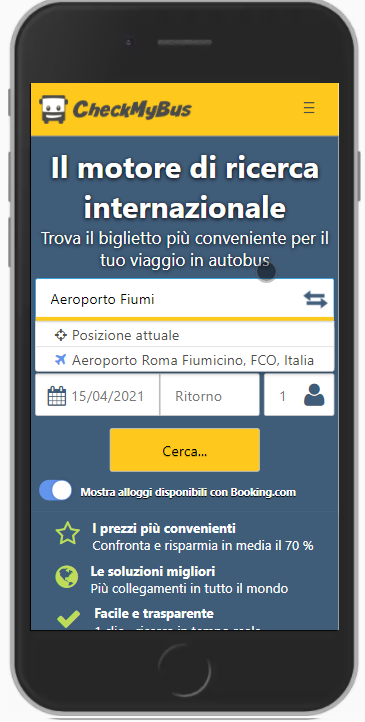 CheckMyBus
Il motore di ricerca
internazionale
Trova il biglietto più conveniente per il
tuo viaggio in autobus
Aeroporto Fiumi
Posizione attuale
Aeroporto Roma Fiumicino, FCO, Italia
15/04/2021 Ritorno 1
Cerca...
Mostra alloggi disponibili con Booking.com
I prezzi più convenienti
Confronta e risparmia in media il 70 %
Le soluzioni migliori
Più collegamenti in tutto il mondo
Facile e trasparente